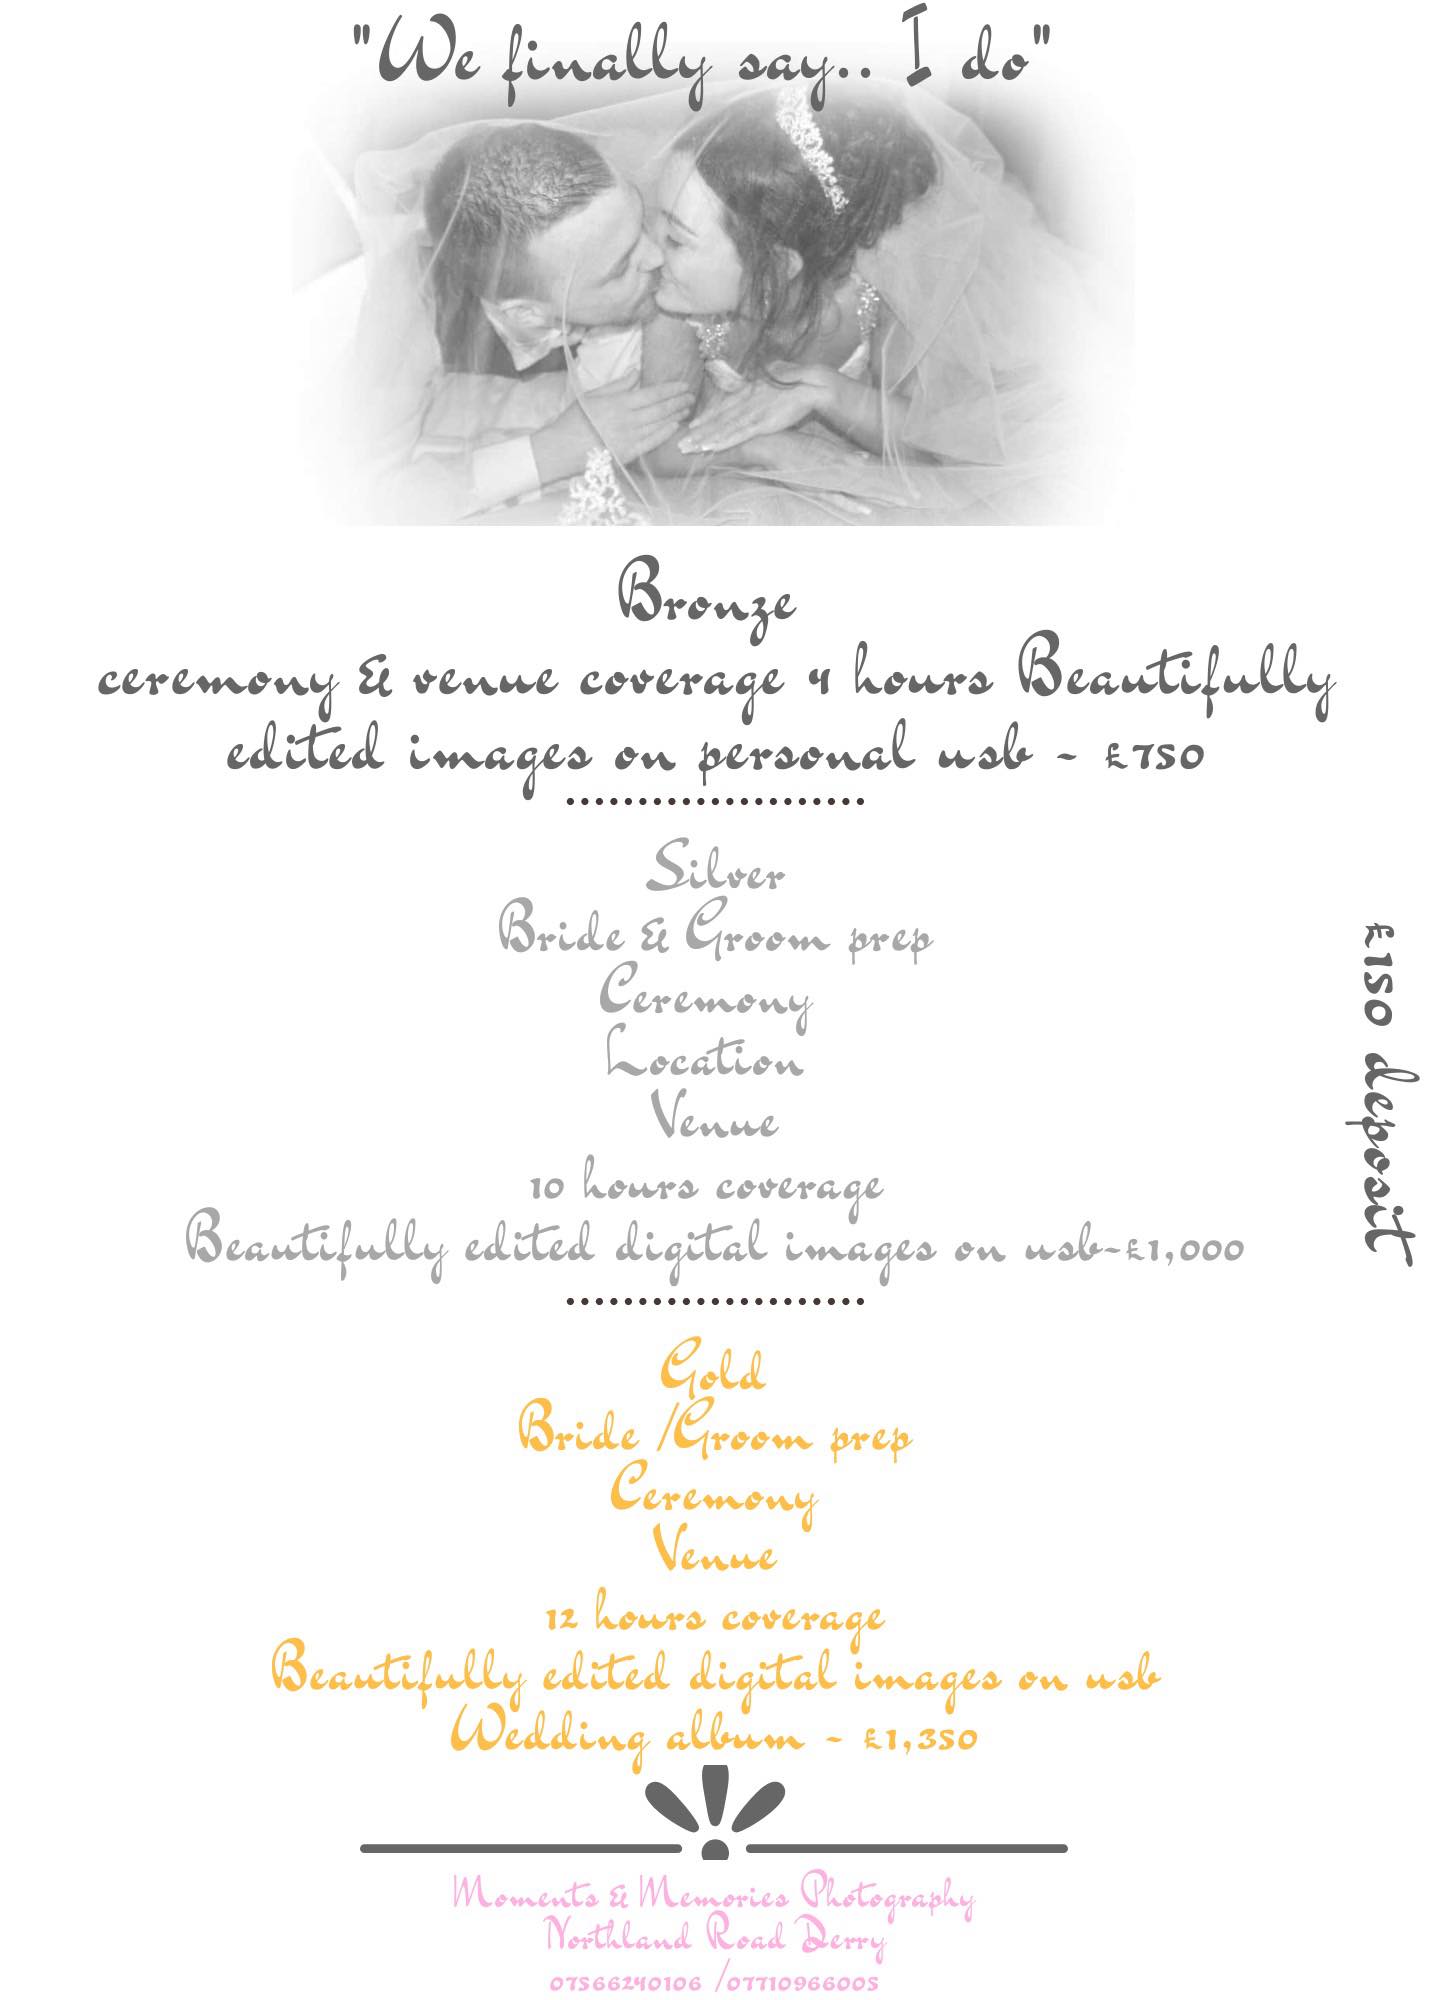 "We finally say.. I do"
Bronze
ceremony & venue coverage 4 hours Beautifully
edited images on personal usb - £750
Silver
Bride & Groom prep
Ceremony
Location
Venue
10 hours coverage
Beautifully edited digital images on usb-£1,000
£150 deposit
Gold
Bride /Groom prep
Ceremony
Venue
12 hours coverage
Beautifully edited digital images on usb
Wedding album - £1,350
Moments & Memories Photography
Northland Road Derry
07566240106 /07710966005